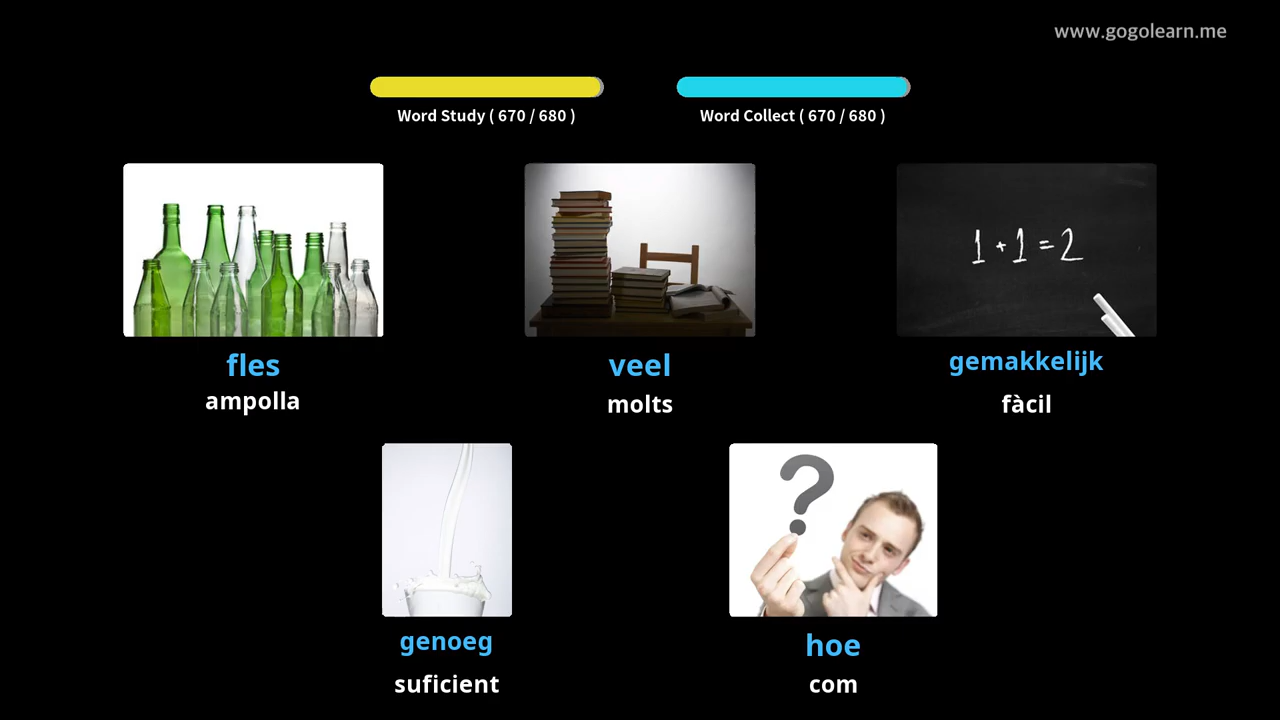 www.gogolearn.me
Word Study ( 670 / 680 )
Word Collect ( 670 / 680 )
1 + 1 = 2
fles
ampolla
veel
molts
gemakkelijk
fàcil
?
genoeg
suficient
hoe
com